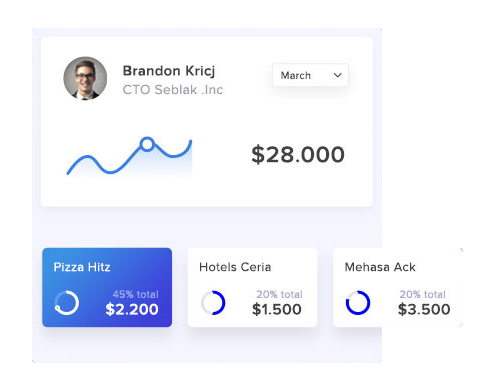 Brandon Kricj
CTO Seblak .Inc
March
$28.000
Pizza Hitz
45% total
$2.200
Hotels Ceria
20% total
$1.500
Mehasa Ack
20% total
$3.500